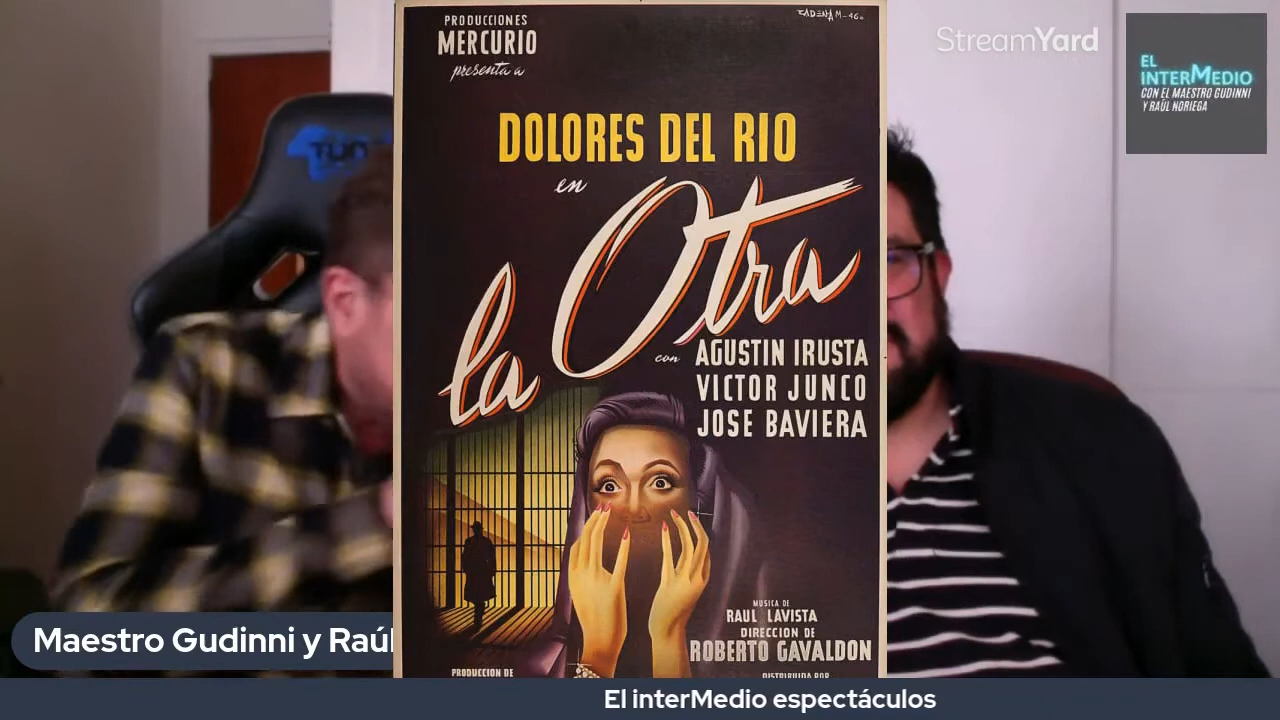 PRODUCCIONES
MERCURIO
presenta a
CADENA M-46
DOLORES DEL RIO
en
la Otra
con
AGUSTIN IRUSTA
VICTOR JUNCO
JOSE BAVIERA
MUSICA DE
RAUL LAVISTA
DIRECCION DE
ROBERTO GAVALDON
PRODUCCION DE
DISTRIBUIDA POR
StreamYard
EL
INTERMEDIO
CON EL MAESTRO GUDINNI
Y RAÚL NORIEGA
TUN
Maestro Gudinni y Raúl
El interMedio espectáculos